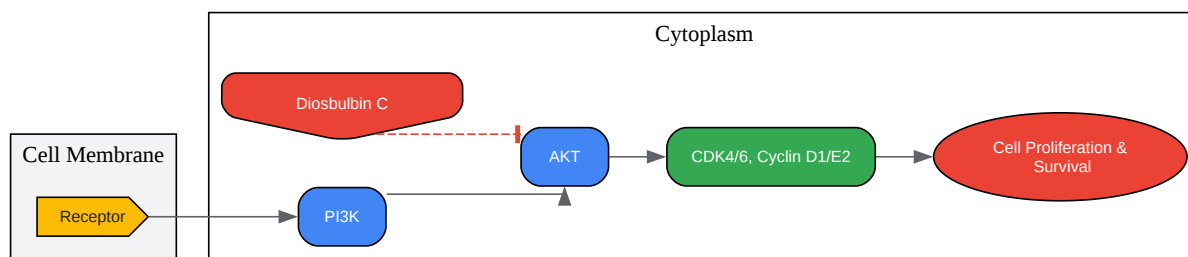 Cytoplasm
Diosbulbin C
Cell Membrane
AKT
CDK4/6, Cyclin D1/E2
Cell Proliferation &
Survival
Receptor
PI3K